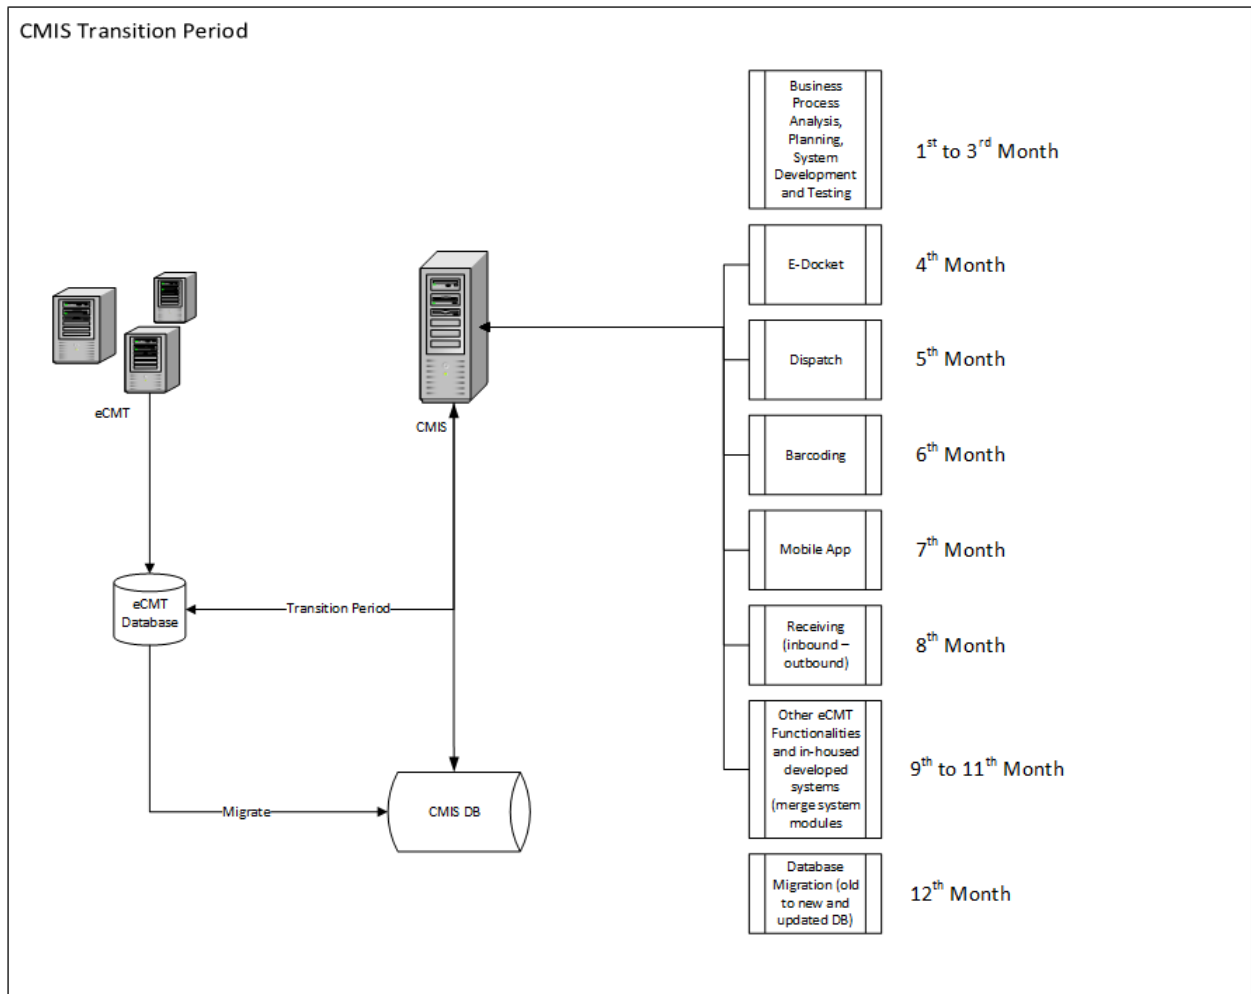 CMIS Transition Period
Business
Process
Analysis,
Planning,
System
Development
and Testing
1st to 3rd Month
E-Docket
4th Month
Dispatch
5th Month
eCMT
CMIS
Barcoding
6th Month
Mobile App
7th Month
eCMT
Database
Transition Period
Receiving
(inbound –
outbound)
8th Month
Other eCMT
Functionalities
and in-housed
developed
systems
(merge system
modules
9th to 11th Month
Migrate
CMIS DB
Database
Migration (old
to new and
updated DB)
12th Month